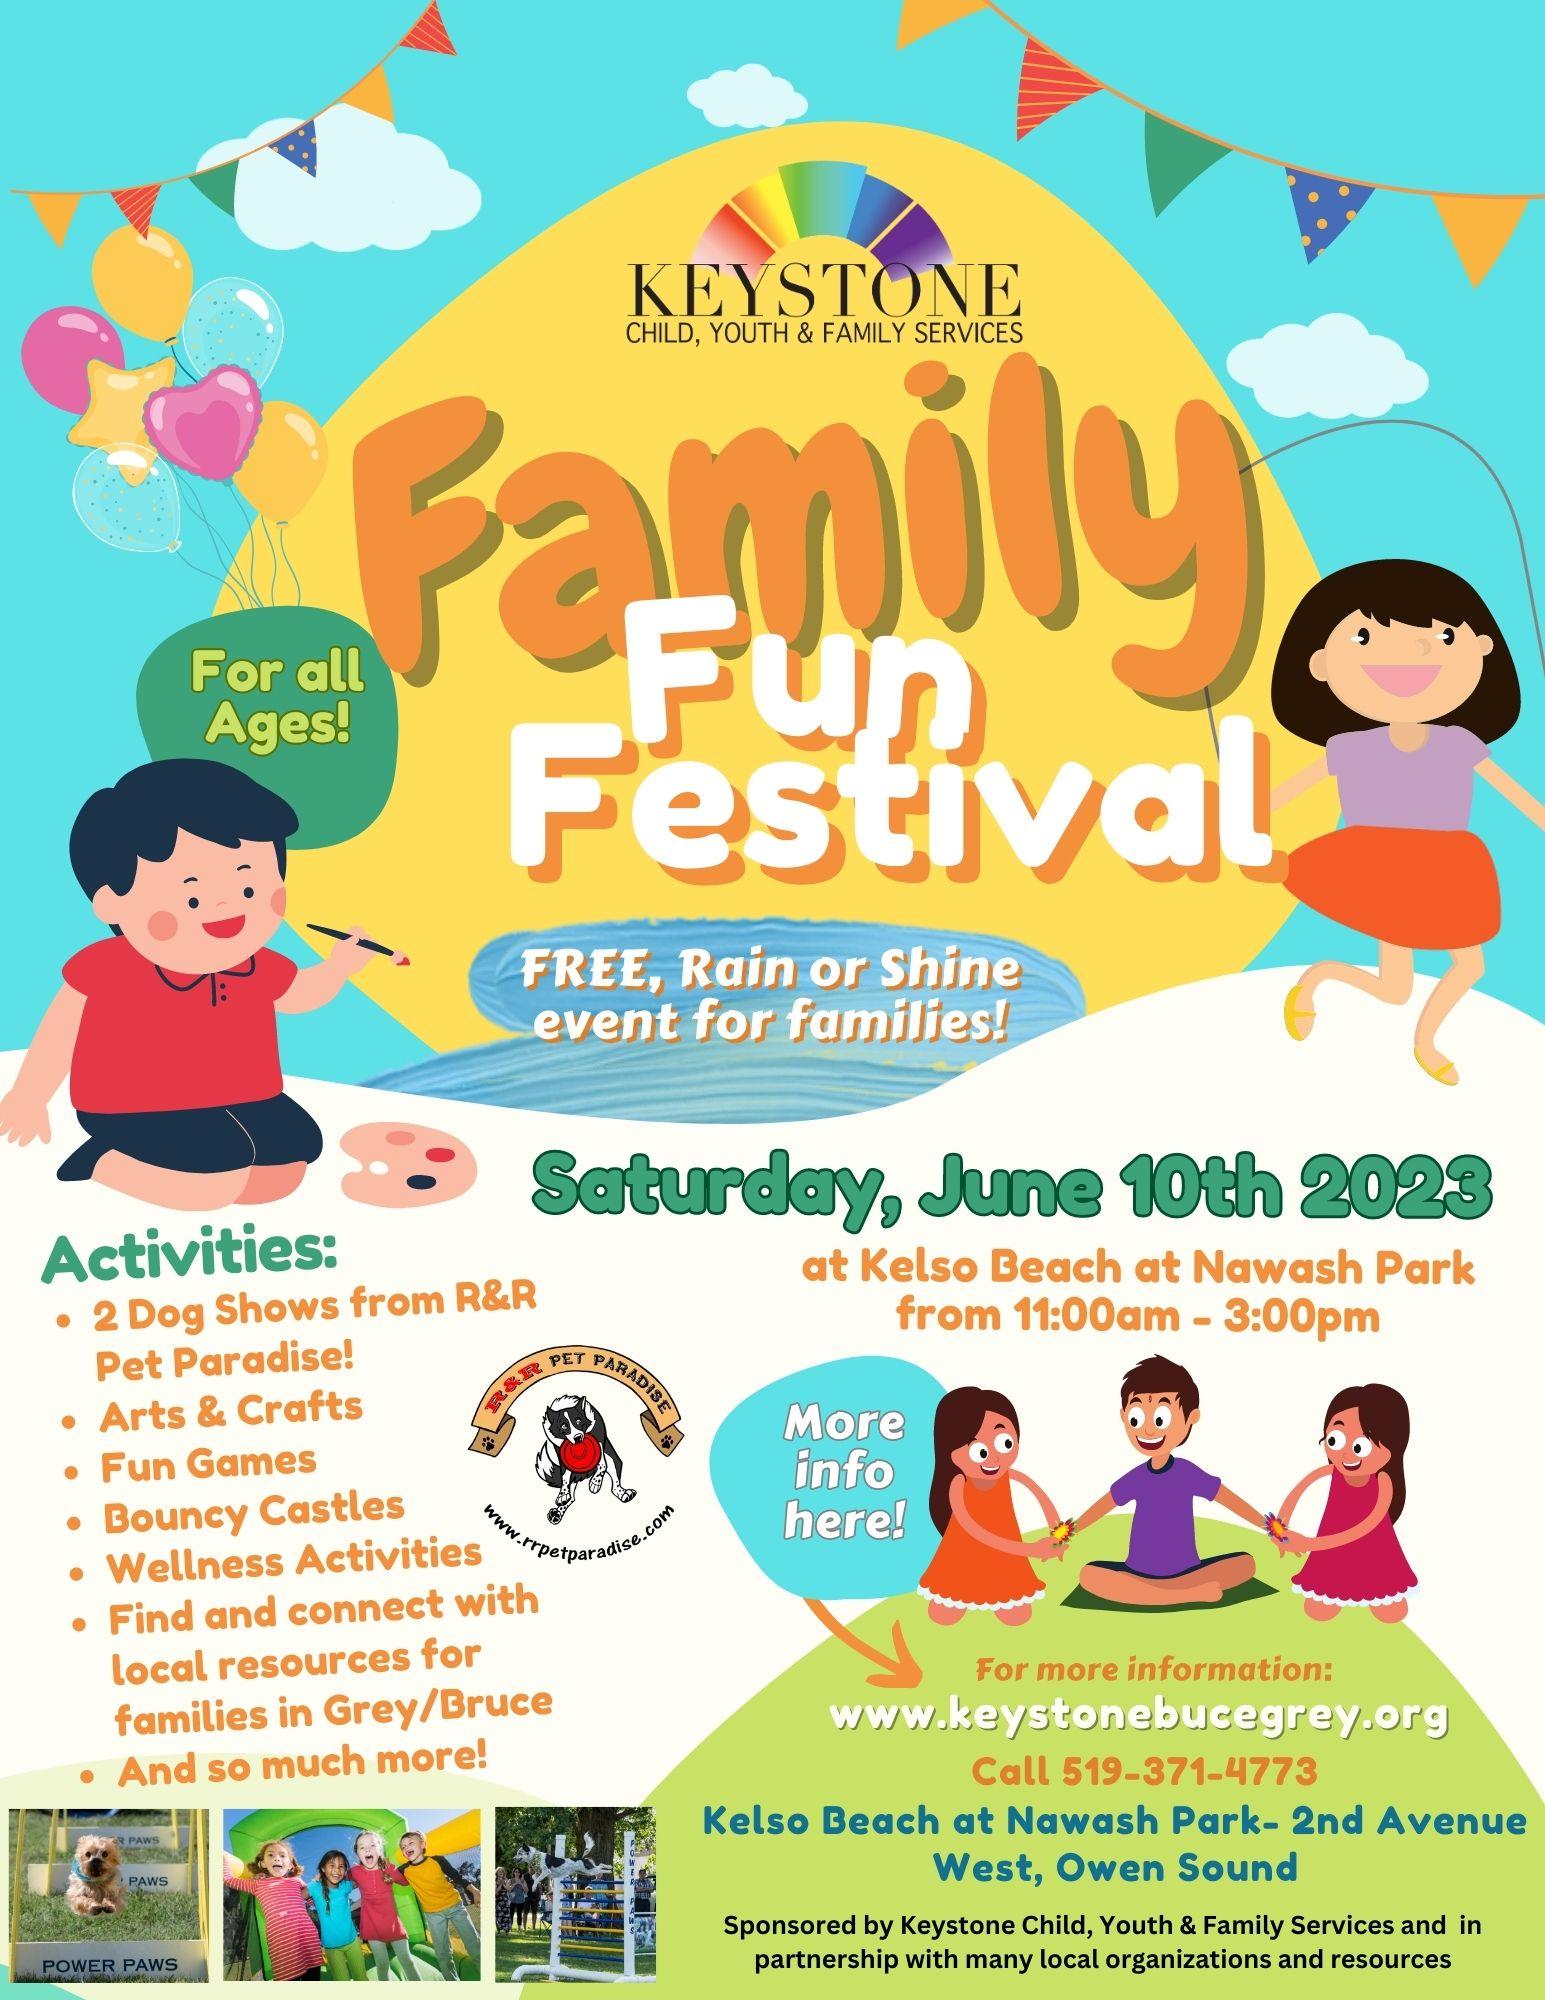 KEYSTONE
CHILD, YOUTH & FAMILY SERVICES
Family
Fun
Festival
For all
Ages!
FREE, Rain or Shine
event for families!
Saturday, June 10th 2023
at Kelso Beach at Nawash Park
from 11:00am - 3:00pm
Activities:
• 2 Dog Shows from R&R
Pet Paradise!
• Arts & Crafts
• Fun Games
• Bouncy Castles
• Wellness Activities
• Find and connect with
local resources for
families in Grey/Bruce
• And so much more!
R&R PET PARADISE
www.rrpetparadise.com
More
info
here!
For more information:
www.keystonebucegrey.org
Call 519-371-4773
Kelso Beach at Nawash Park- 2nd Avenue
West, Owen Sound
Sponsored by Keystone Child, Youth & Family Services and in
partnership with many local organizations and resources
R PAWS
PAWS
POWER PAWS
POWER PAWS